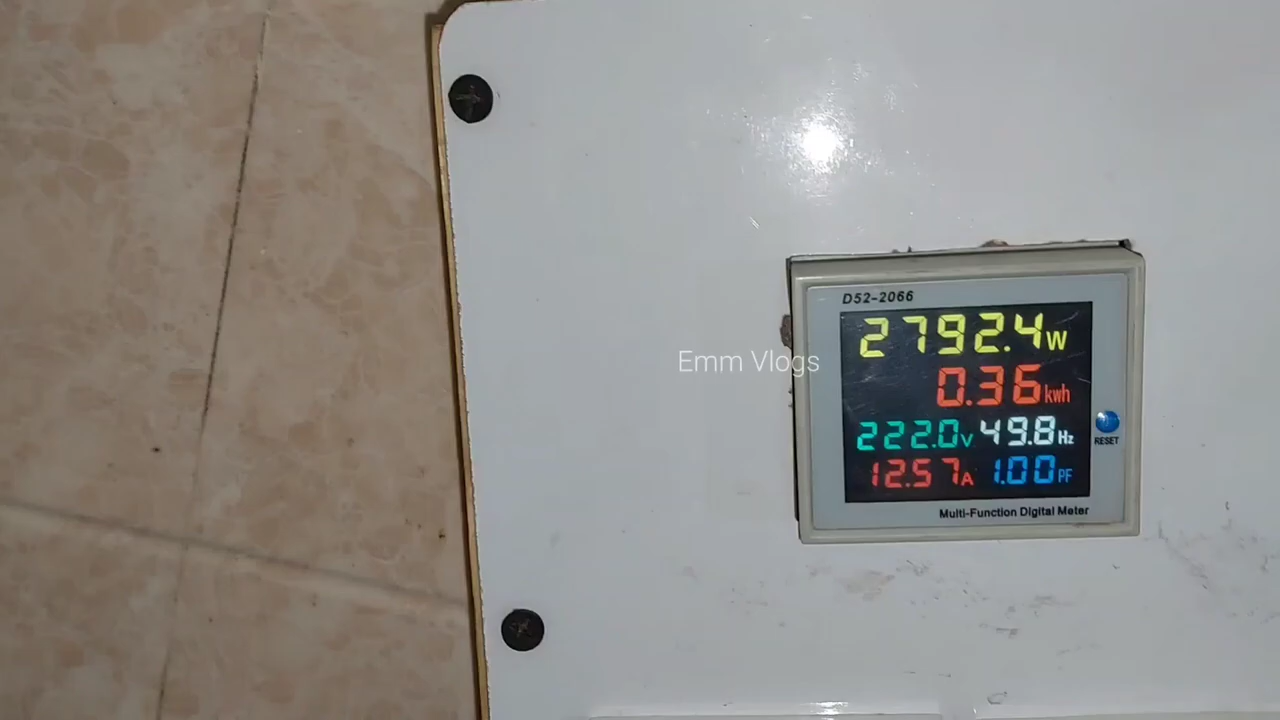 D52-2066
2792.4W
0.36kwh
222.0V 49.8Hz
12.57A 1.00PF
RESET
Multi-Function Digital Meter
Emm Vlogs